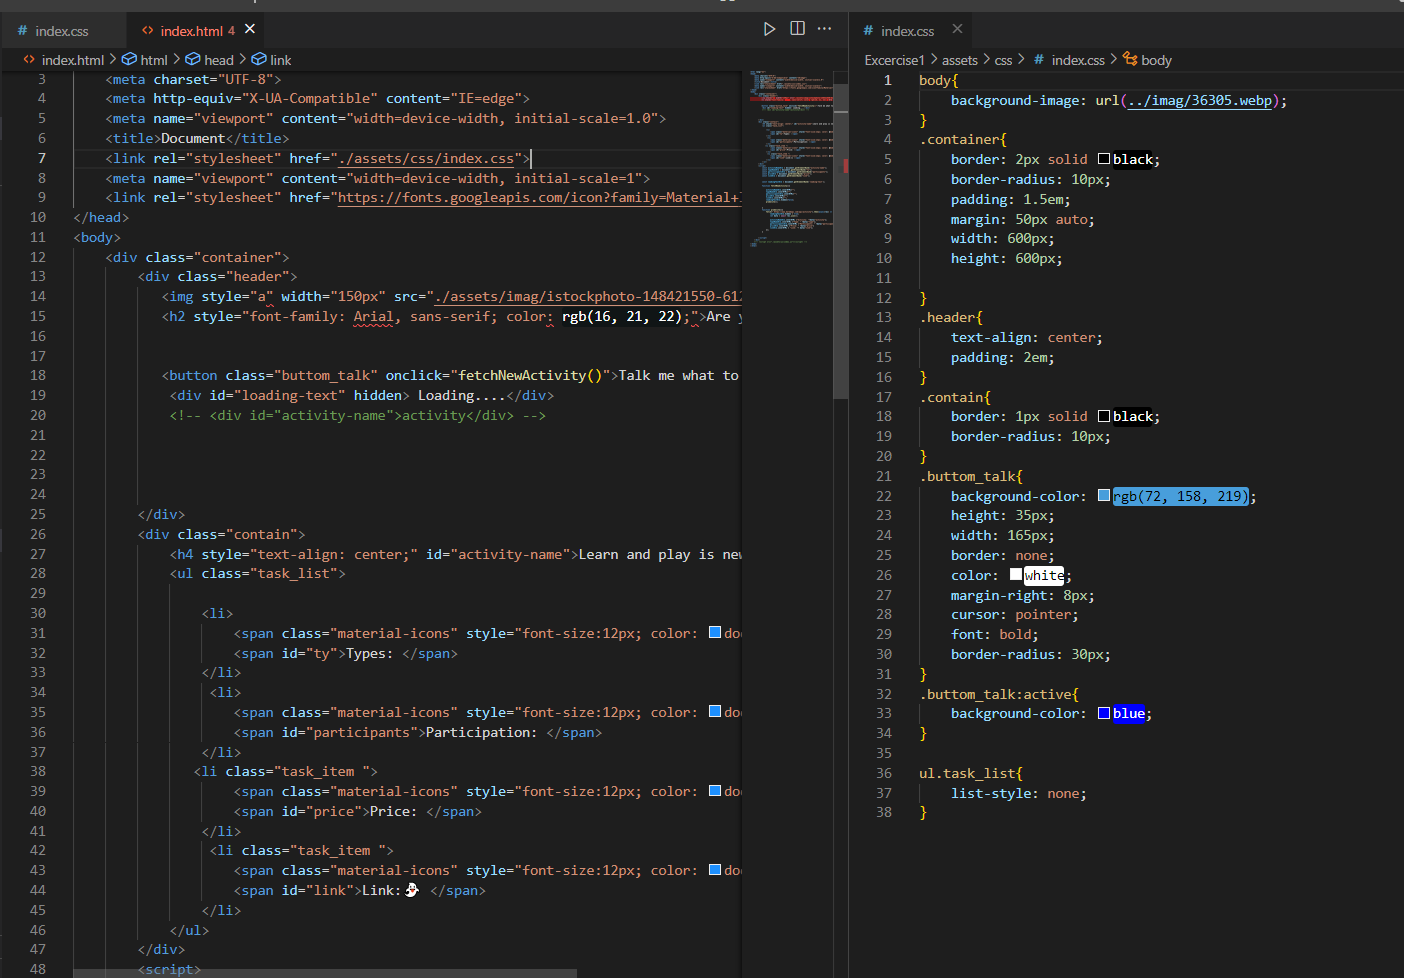 # index.css
<> index.html 4 ×
<> index.html > html > head > link
3 <meta charset="UTF-8">
4 <meta http-equiv="X-UA-Compatible" content="IE=edge">
5 <meta name="viewport" content="width=device-width, initial-scale=1.0">
6 <title>Document</title>
7 <link rel="stylesheet" href="./assets/css/index.css">
8 <meta name="viewport" content="width=device-width, initial-scale=1">
9 <link rel="stylesheet" href="https://fonts.googleapis.com/icon?family=Material+
10 </head>
11 <body>
12 <div class="container">
13 <div class="header">
14 <img style="a" width="150px" src="./assets/imag/istockphoto-148421550-612
15 <h2 style="font-family: Arial, sans-serif; color: rgb(16, 21, 22);">Are
16
17
18 <button class="buttom_talk" onclick="fetchNewActivity()">Talk me what to
19 <div id="loading-text" hidden> Loading....</div>
20 <!-- <div id="activity-name">activity</div> -->
21
22
23
24
25 </div>
26 <div class="contain">
27 <h4 style="text-align: center;" id="activity-name">Learn and play is new
28 <ul class="task_list">
29
30 <li>
31 <span class="material-icons" style="font-size:12px; color: do
32 <span id="ty">Types: </span>
33 </li>
34 <li>
35 <span class="material-icons" style="font-size:12px; color: do
36 <span id="participants">Participation: </span>
37 </li>
38 <li class="task_item ">
39 <span class="material-icons" style="font-size:12px; color: do
40 <span id="price">Price: </span>
41 </li>
42 <li class="task_item ">
43 <span class="material-icons" style="font-size:12px; color: do
44 <span id="link">Link: </span>
45 </li>
46 </ul>
47 </div>
48 <script>
# index.css ×
Excercise1 > assets > css > # index.css > body
1 body{
2 background-image: url(../imag/36305.webp);
3 }
4 .container{
5 border: 2px solid black;
6 border-radius: 10px;
7 padding: 1.5em;
8 margin: 50px auto;
9 width: 600px;
10 height: 600px;
11
12 }
13 .header{
14 text-align: center;
15 padding: 2em;
16 }
17 .contain{
18 border: 1px solid black;
19 border-radius: 10px;
20 }
21 .buttom_talk{
22 background-color: rgb(72, 158, 219);
23 height: 35px;
24 width: 165px;
25 border: none;
26 color: white;
27 margin-right: 8px;
28 cursor: pointer;
29 font: bold;
30 border-radius: 30px;
31 }
32 .buttom_talk:active{
33 background-color: blue;
34 }
35
36 ul.task_list{
37 list-style: none;
38 }